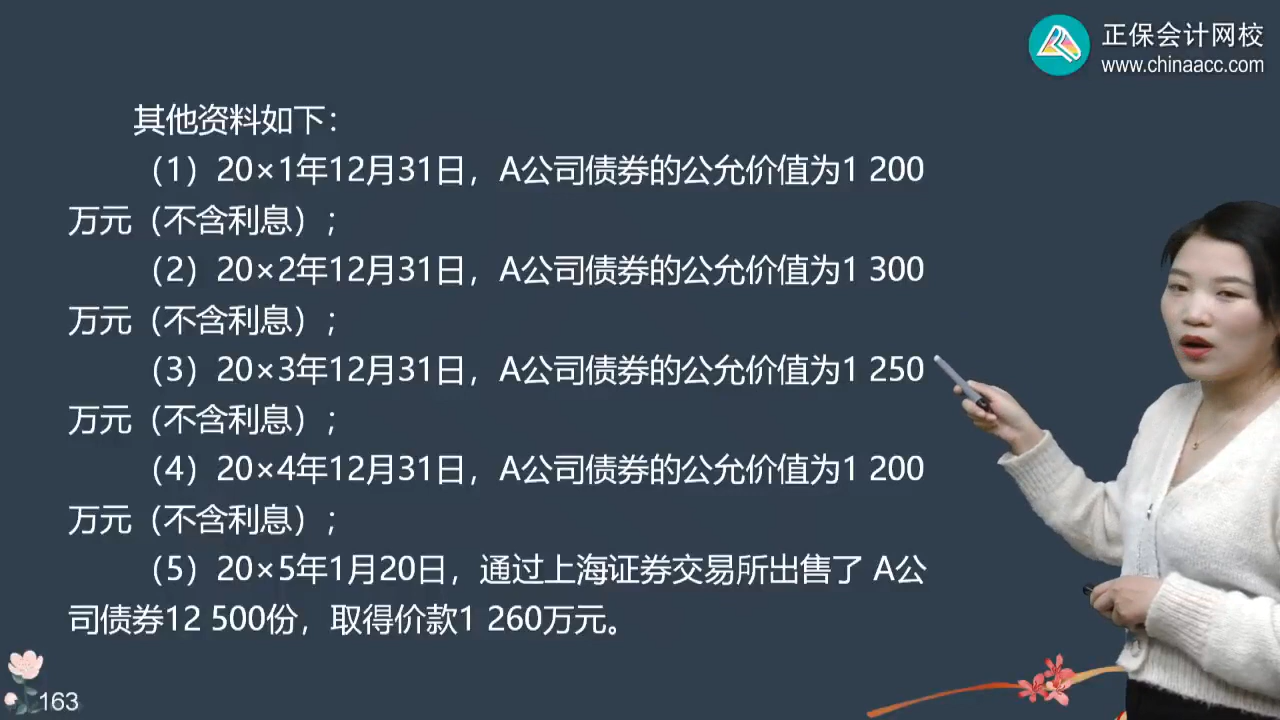 正保会计网校
www.chinaacc.com
其他资料如下：
（1）20×1年12月31日，A公司债券的公允价值为1 200
万元（不含利息）；
（2）20×2年12月31日，A公司债券的公允价值为1 300
万元（不含利息）；
（3）20×3年12月31日，A公司债券的公允价值为1 250
万元（不含利息）；
（4）20×4年12月31日，A公司债券的公允价值为1 200
万元（不含利息）；
（5）20×5年1月20日，通过上海证券交易所出售了 A公
司债券12 500份，取得价款1 260万元。
163